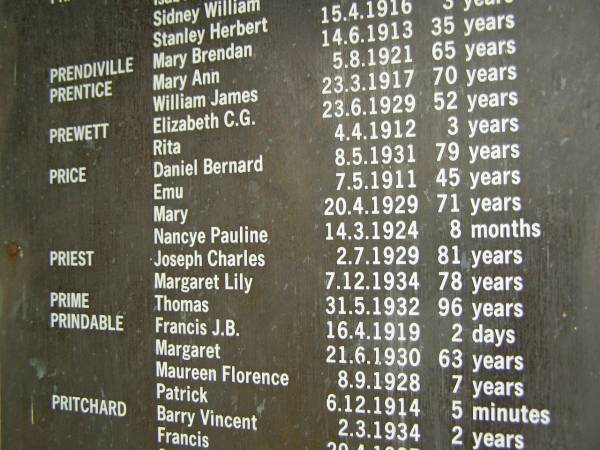 Sidney William
Stanley Herbert 15.4.1916 3 years
PRENDIVILLE Mary Brendan 14.6.1913 35 years
PRENTICE Mary Ann 5.8.1921 65 years
William James 23.3.1917 70 years
PREWETT Elizabeth C.G. 23.6.1929 52 years
Rita 4.4.1912 3 years
PRICE Daniel Bernard 8.5.1931 79 years
Emu 7.5.1911 45 years
Mary 20.4.1929 71 years
Nancye Pauline 14.3.1924 8 months
PRIEST Joseph Charles 2.7.1929 81 years
Margaret Lily 7.12.1934 78 years
PRIME Thomas 31.5.1932 96 years
PRINDABLE Francis J.B. 16.4.1919 2 days
Margaret 21.6.1930 63 years
Maureen Florence 8.9.1928 7 years
Patrick 6.12.1914 5 minutes
PRITCHARD Barry Vincent 2.3.1934 2 years
Francis